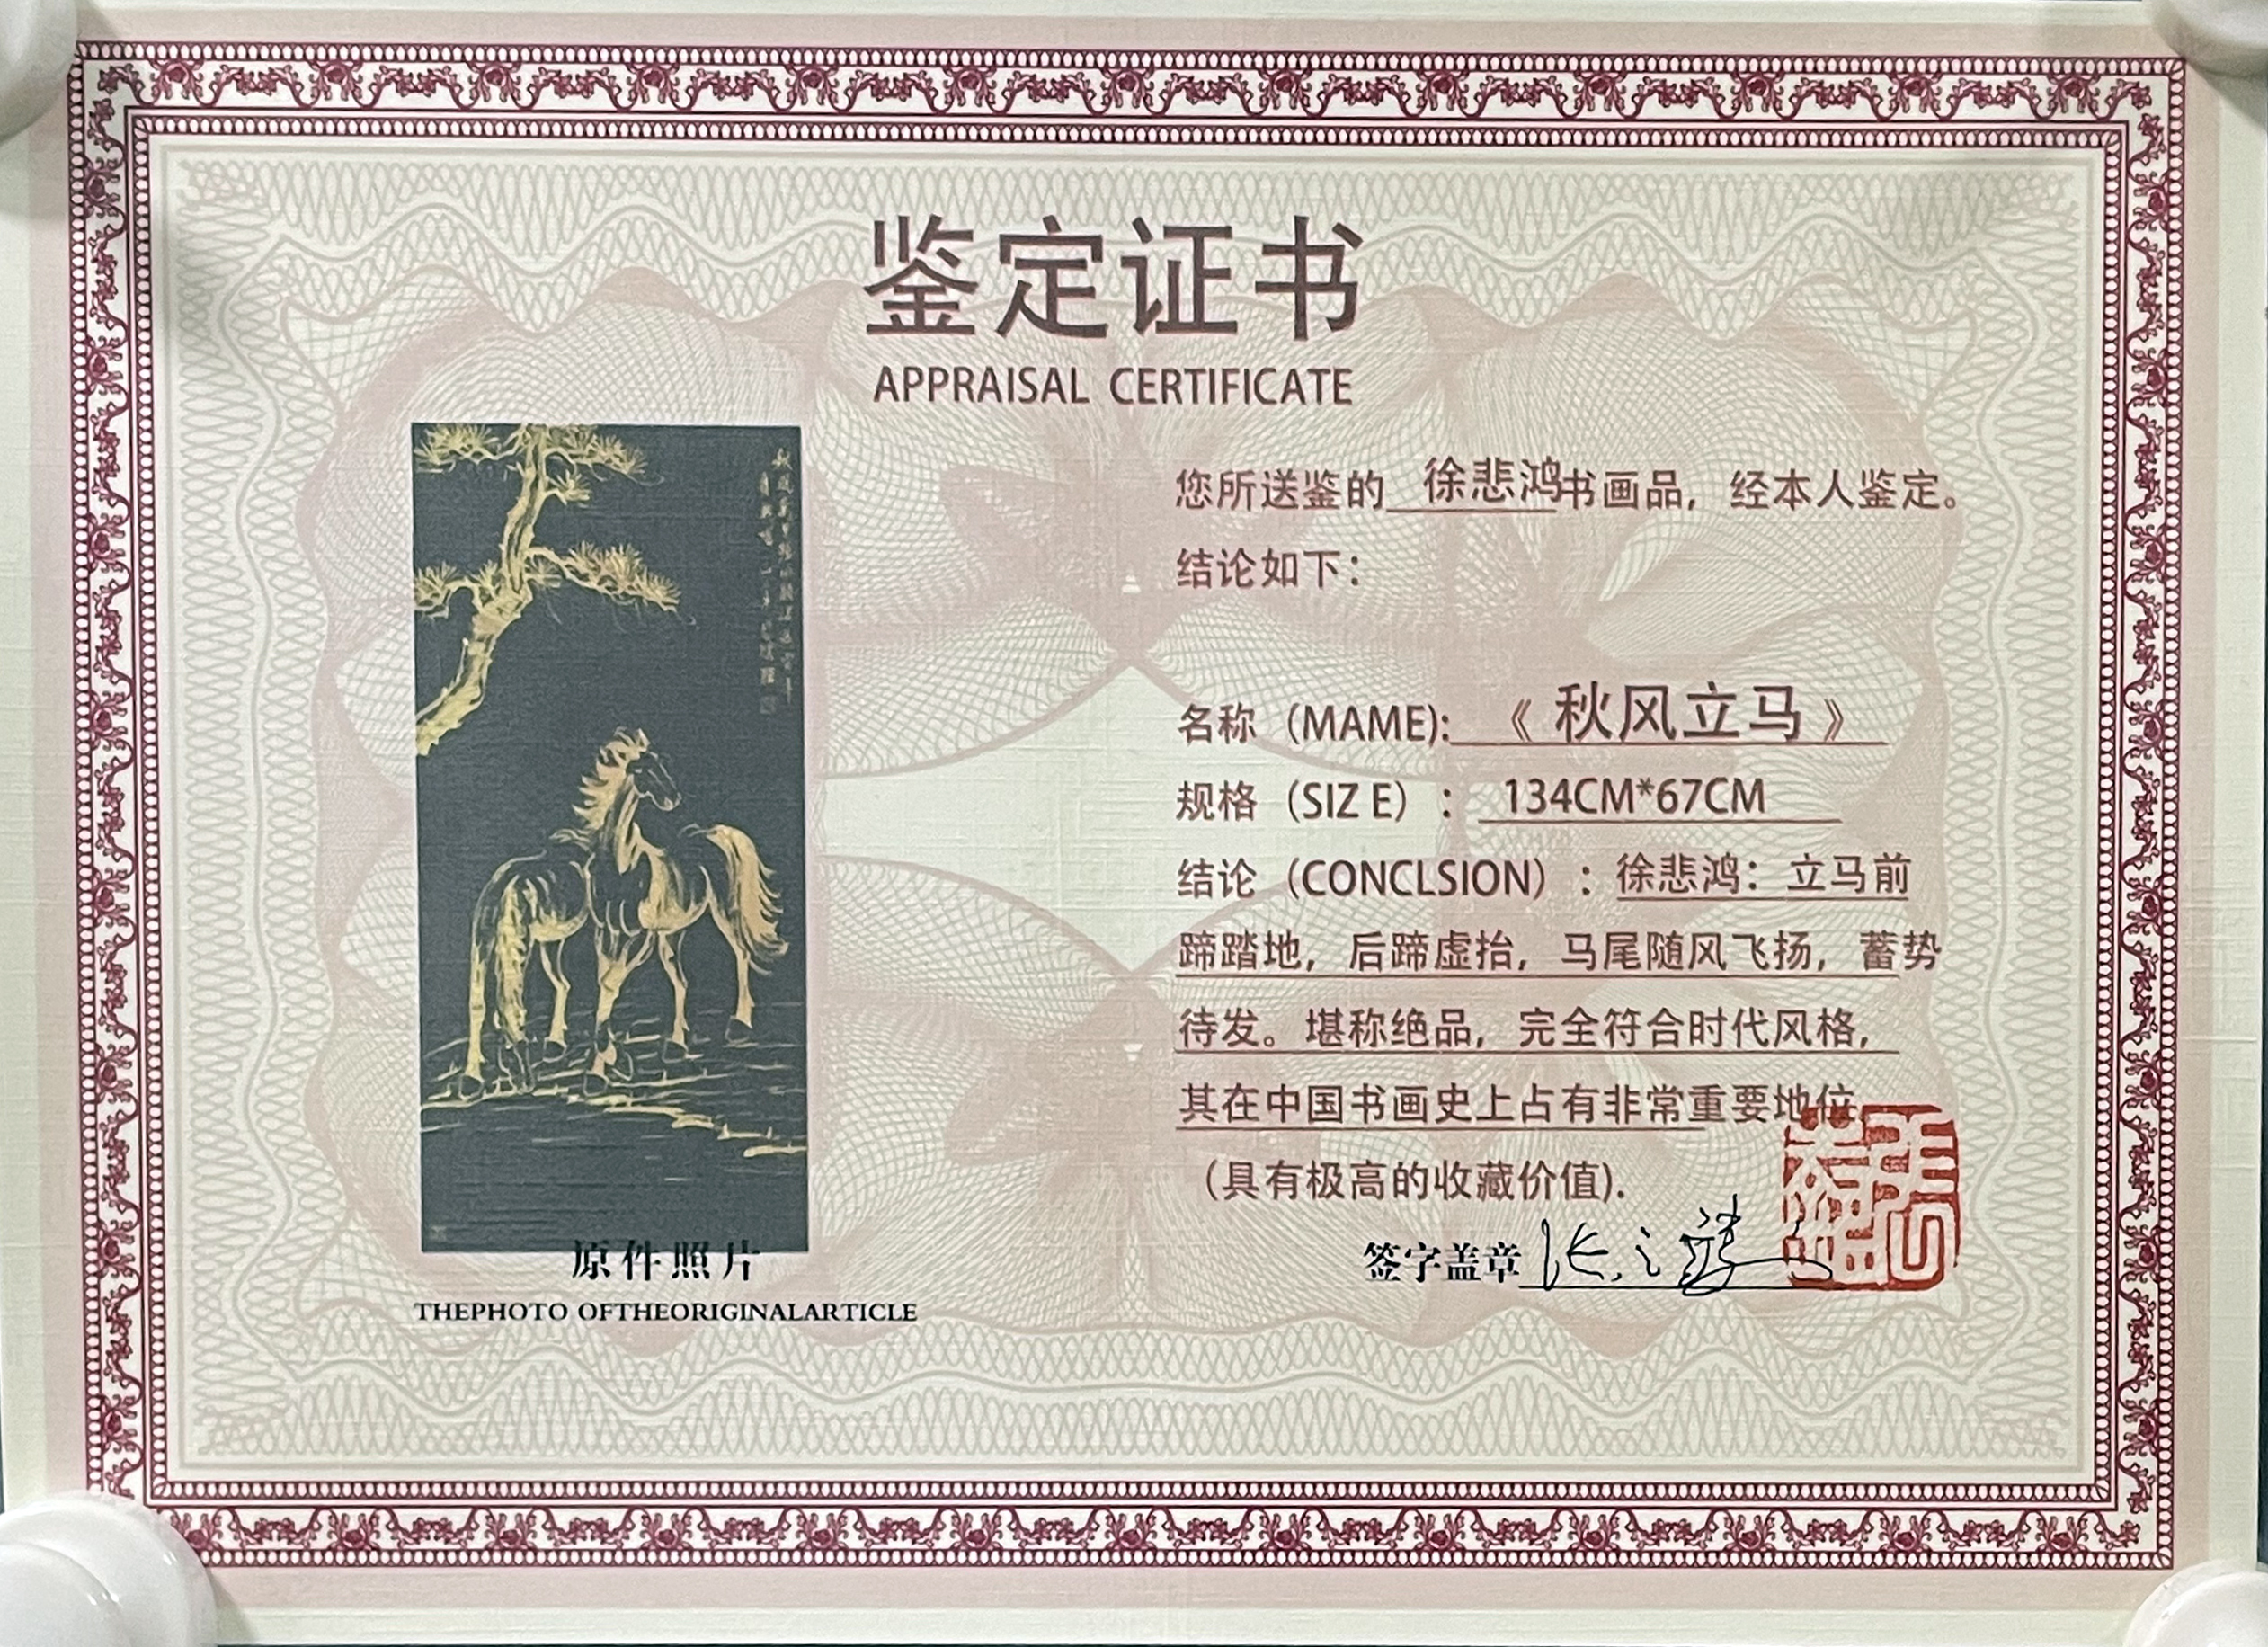 鉴定证书
APPRAISAL CERTIFICATE
您所送鉴的 徐悲鸿书画品，经本人鉴定。
结论如下：
名称（MAME): 《 秋风立马 》
规格（SIZ E）： 134CM*67CM
结论（CONCLSION）：徐悲鸿：立马前
蹄踏地，后蹄虚抬，马尾随风飞扬，蓄势
待发。堪称绝品，完全符合时代风格，
其在中国书画史上占有非常重要地位
（具有极高的收藏价值).
签字盖章
原件照片
THEPHOTO OFTHEORIGINALARTICLE